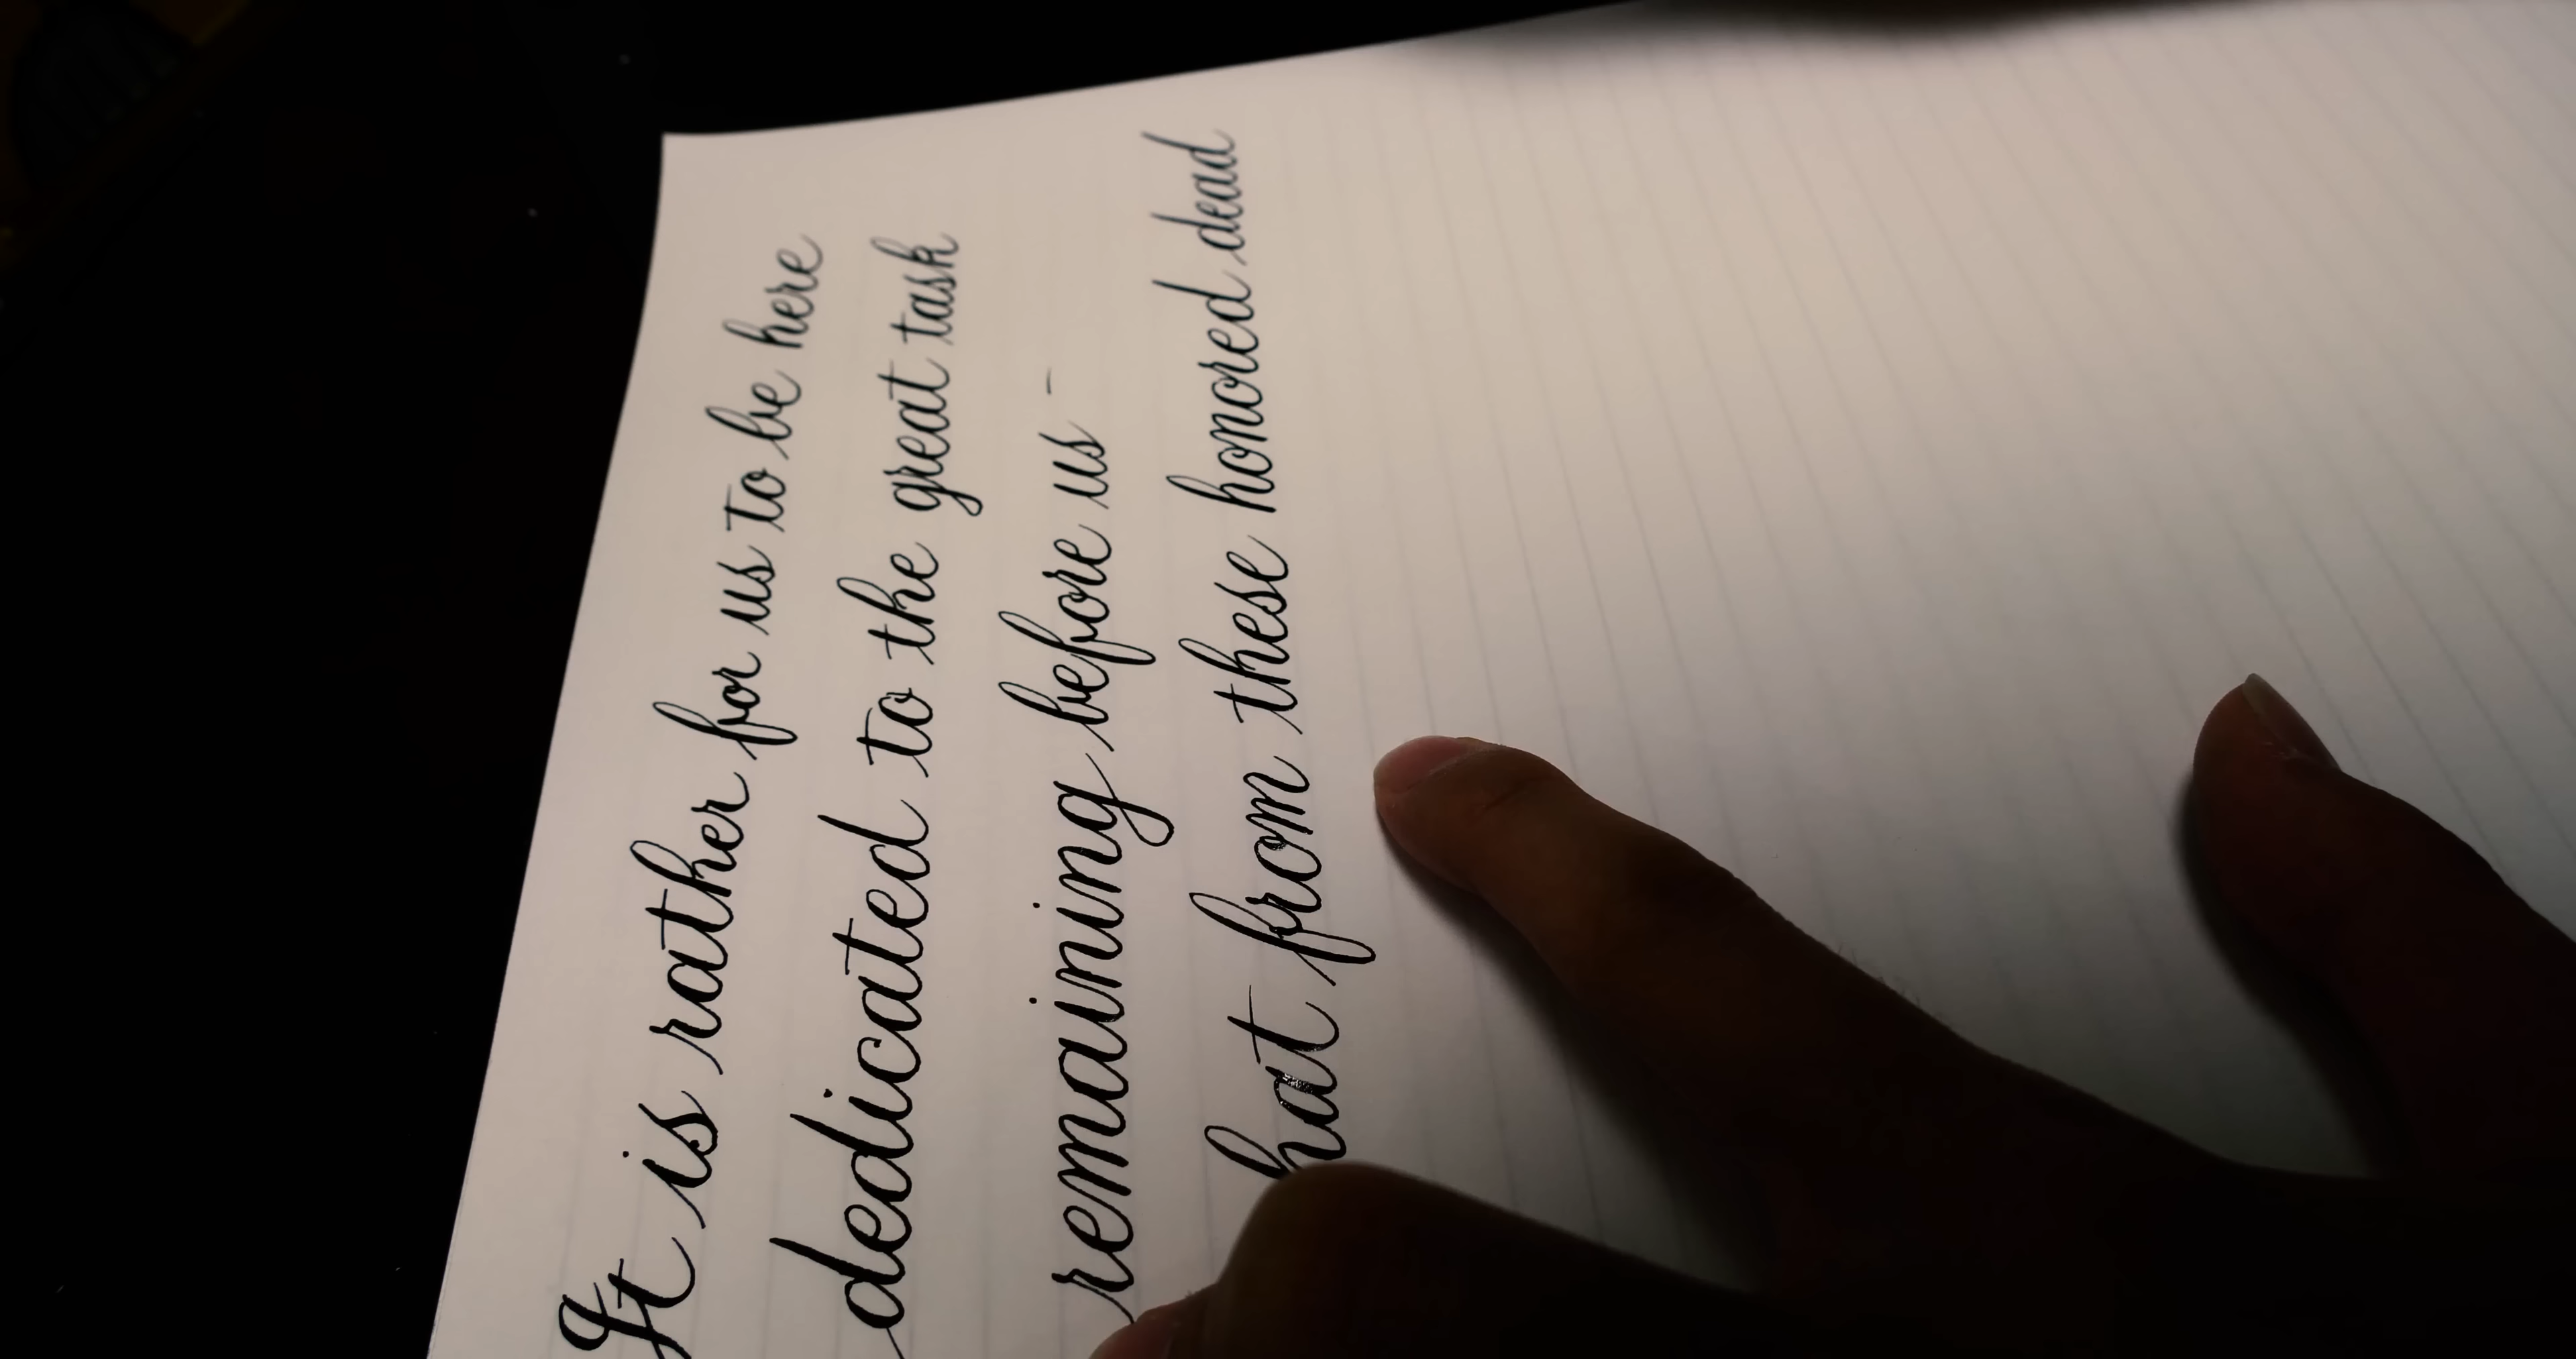 It is rather for us to be here
dedicated to the great task
remaining before us —
hat from these honored dead